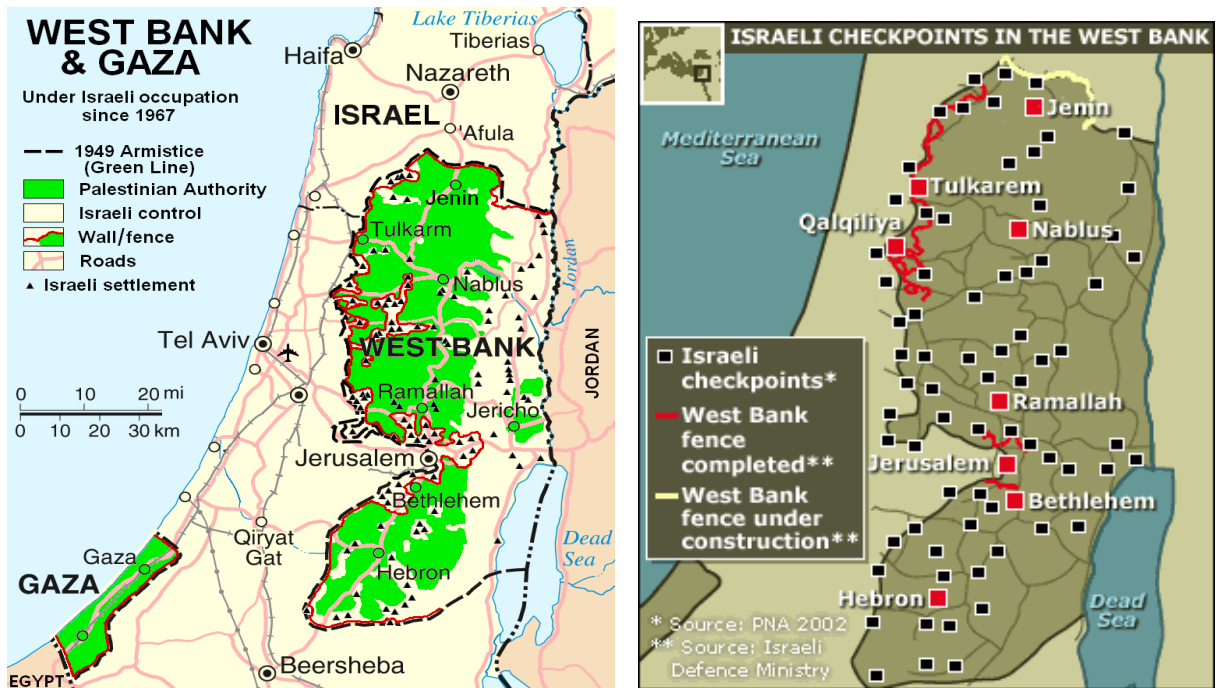 WEST BANK
& GAZA
Under Israeli occupation
since 1967
1949 Armistice
(Green Line)
Palestinian Authority
Israeli control
Wall/fence
Roads
Israeli settlement
Lake Tiberias
Haifa
Tiberias
Nazareth
ISRAEL
'Afula
Jenin
Tulkarm
Nablus
Jordan
Tel Aviv
WEST BANK
JORDAN
0 10 20 mi
0 10 20 30 km
Ramallah
Jericho
Jerusalem
Bethlehem
Qiryat
Gat
Dead
Sea
Gaza
GAZA
Hebron
Beersheba
EGYPT
ISRAELI CHECKPOINTS IN THE WEST BANK
Mediterranean
Sea
Jenin
Tulkarem
Qalqiliya
Nablus
Israeli
checkpoints*
West Bank
fence
completed**
West Bank
fence under
construction**
Ramallah
Jerusalem
Bethlehem
Hebron
Dead
Sea
* Source: PNA 2002
** Source: Israeli
Defence Ministry